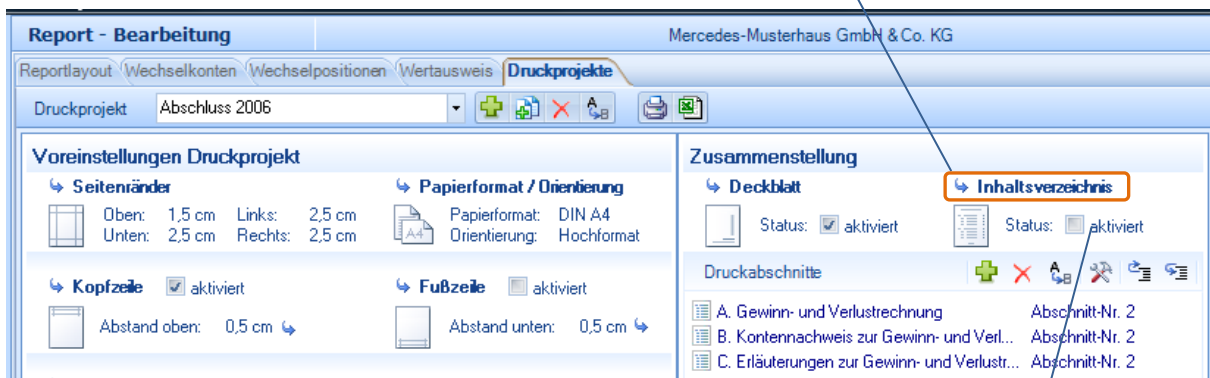 Report - Bearbeitung Mercedes-Musterhaus GmbH & Co. KG
Reportlayout Wechselkonten Wechselpositionen Wertausweis Druckprojekte
Druckprojekt Abschluss 2006
Voreinstellungen Druckprojekt
Seitenränder
Oben: 1,5 cm Links: 2,5 cm
Unten: 2,5 cm Rechts: 2,5 cm
Papierformat / Orientierung
A4
Papierformat: DIN A4
Orientierung: Hochformat
Kopfzeile aktiviert
Abstand oben: 0,5 cm
Fußzeile aktiviert
Abstand unten: 0,5 cm
Zusammenstellung
Deckblatt
Status: aktiviert
Inhaltsverzeichnis
Status: aktiviert
Druckabschnitte
A. Gewinn- und Verlustrechnung Abschnitt-Nr. 2
B. Kontennachweis zur Gewinn- und Verl... Abschnitt-Nr. 2
C. Erläuterungen zur Gewinn- und Verlustr... Abschnitt-Nr. 2